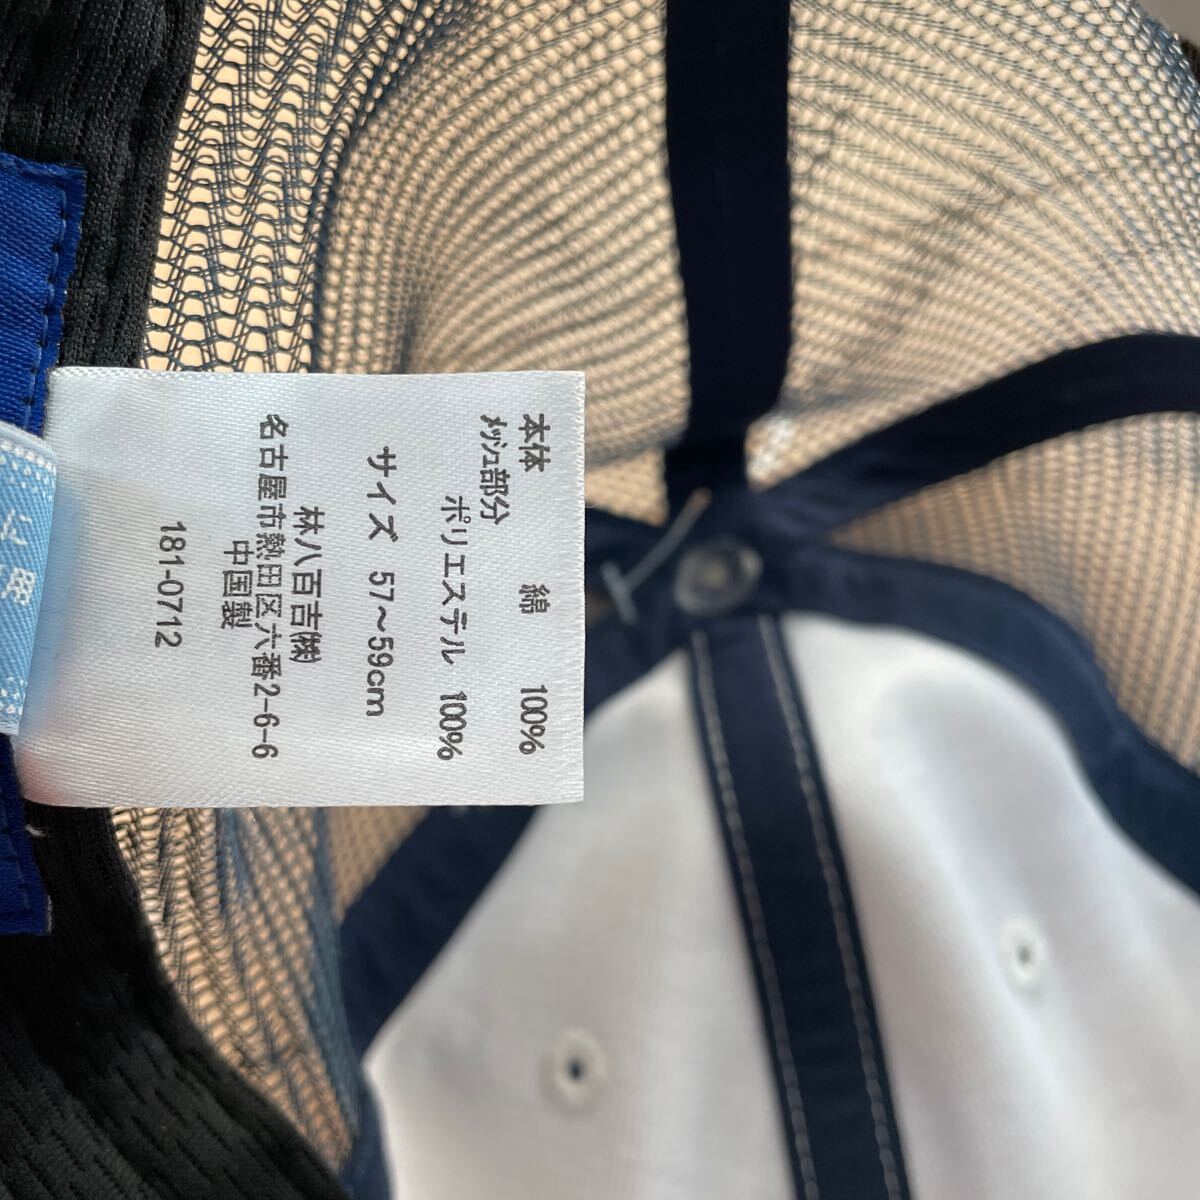 本体 綿 100%
ﾒｯｼｭ部分
ポリエステル 100%
サイズ 57〜59cm
林八百吉㈱
名古屋市熱田区六番2-6-6
中国製
181-0712
用